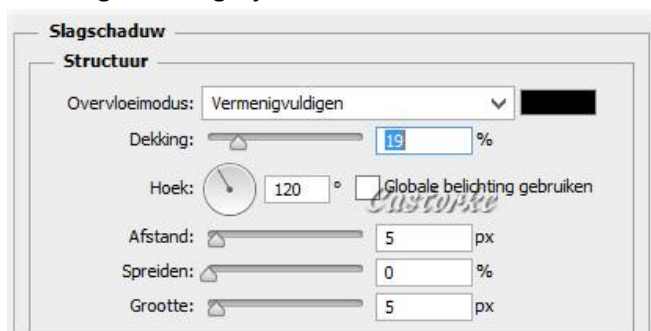 Slagschaduw
Structuur
Overvloeimodus: Vermenigvuldigen
Dekking: 19 %
Hoek: 120 ° Globale belichting gebruiken
Castorke
Afstand: 5 px
Spreiden: 0 %
Grootte: 5 px